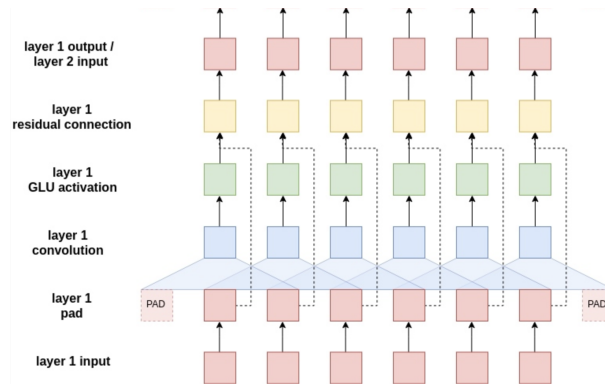 layer 1 output /
layer 2 input
layer 1
residual connection
layer 1
GLU activation
layer 1
convolution
PAD
layer 1
pad
PAD
layer 1 input